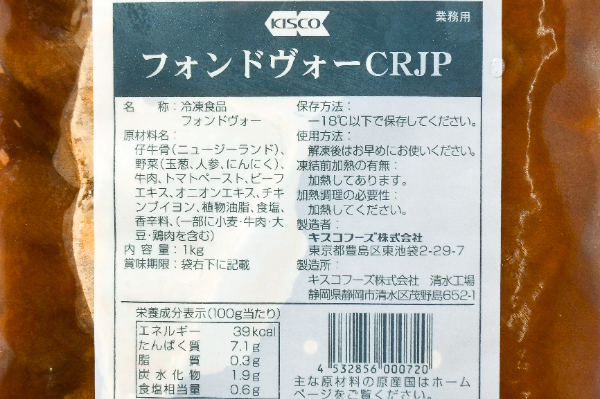 KISCO
業務用
フォンドヴォーCRJP
名　称：冷凍食品
フォンドヴォー
原材料名：
仔牛骨（ニュージーランド）、
野菜（玉葱、人参、にんにく）、
牛肉、トマトペースト、ビーフ
エキス、オニオンエキス、チキ
ンブイヨン、植物油脂、食塩、
香辛料、（一部に小麦・牛肉・大
豆・鶏肉を含む）
内 容 量：1kg
賞味期限：袋右下に記載
保存方法：
－18℃以下で保存してください。
使用方法：
解凍後はお早めにお使いください。
凍結前加熱の有無：
加熱してあります。
加熱調理の必要性：
加熱してください。
製造者：
キスコフーズ株式会社
東京都豊島区東池袋2-29-7
製造所：
キスコフーズ株式会社　清水工場
静岡県静岡市清水区茂野島652-1
栄養成分表示（100g当たり）
エネルギー　39kcal
たんぱく質　7.1g
脂　　質　0.3g
炭水化物　1.9g
食塩相当量　0.6g
4 532856 000720
主な原材料の原産国はホーム
ページをご覧ください。